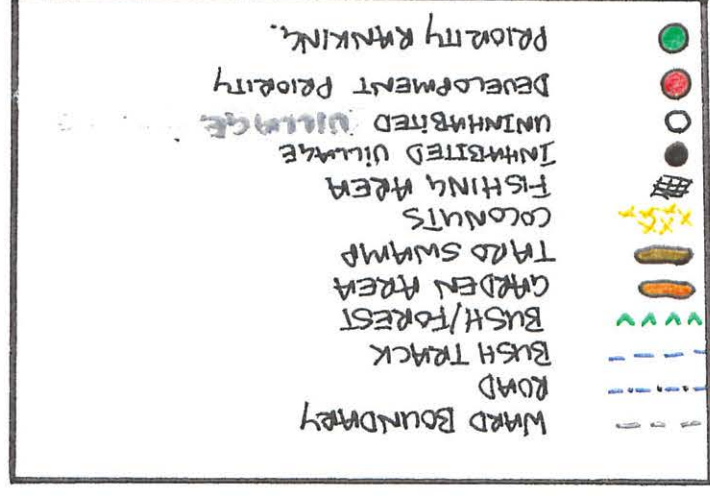 WARD BOUNDARY
ROAD
BUSH TRACK
BUSH/FOREST
GARDEN AREA
TARO SWAMP
COCONUTS
FISHING AREA
INHABITED VILLAGE
UNINHABITED VILLAGE
DEVELOPMENT PRIORITY
PRIORITY RANKING.